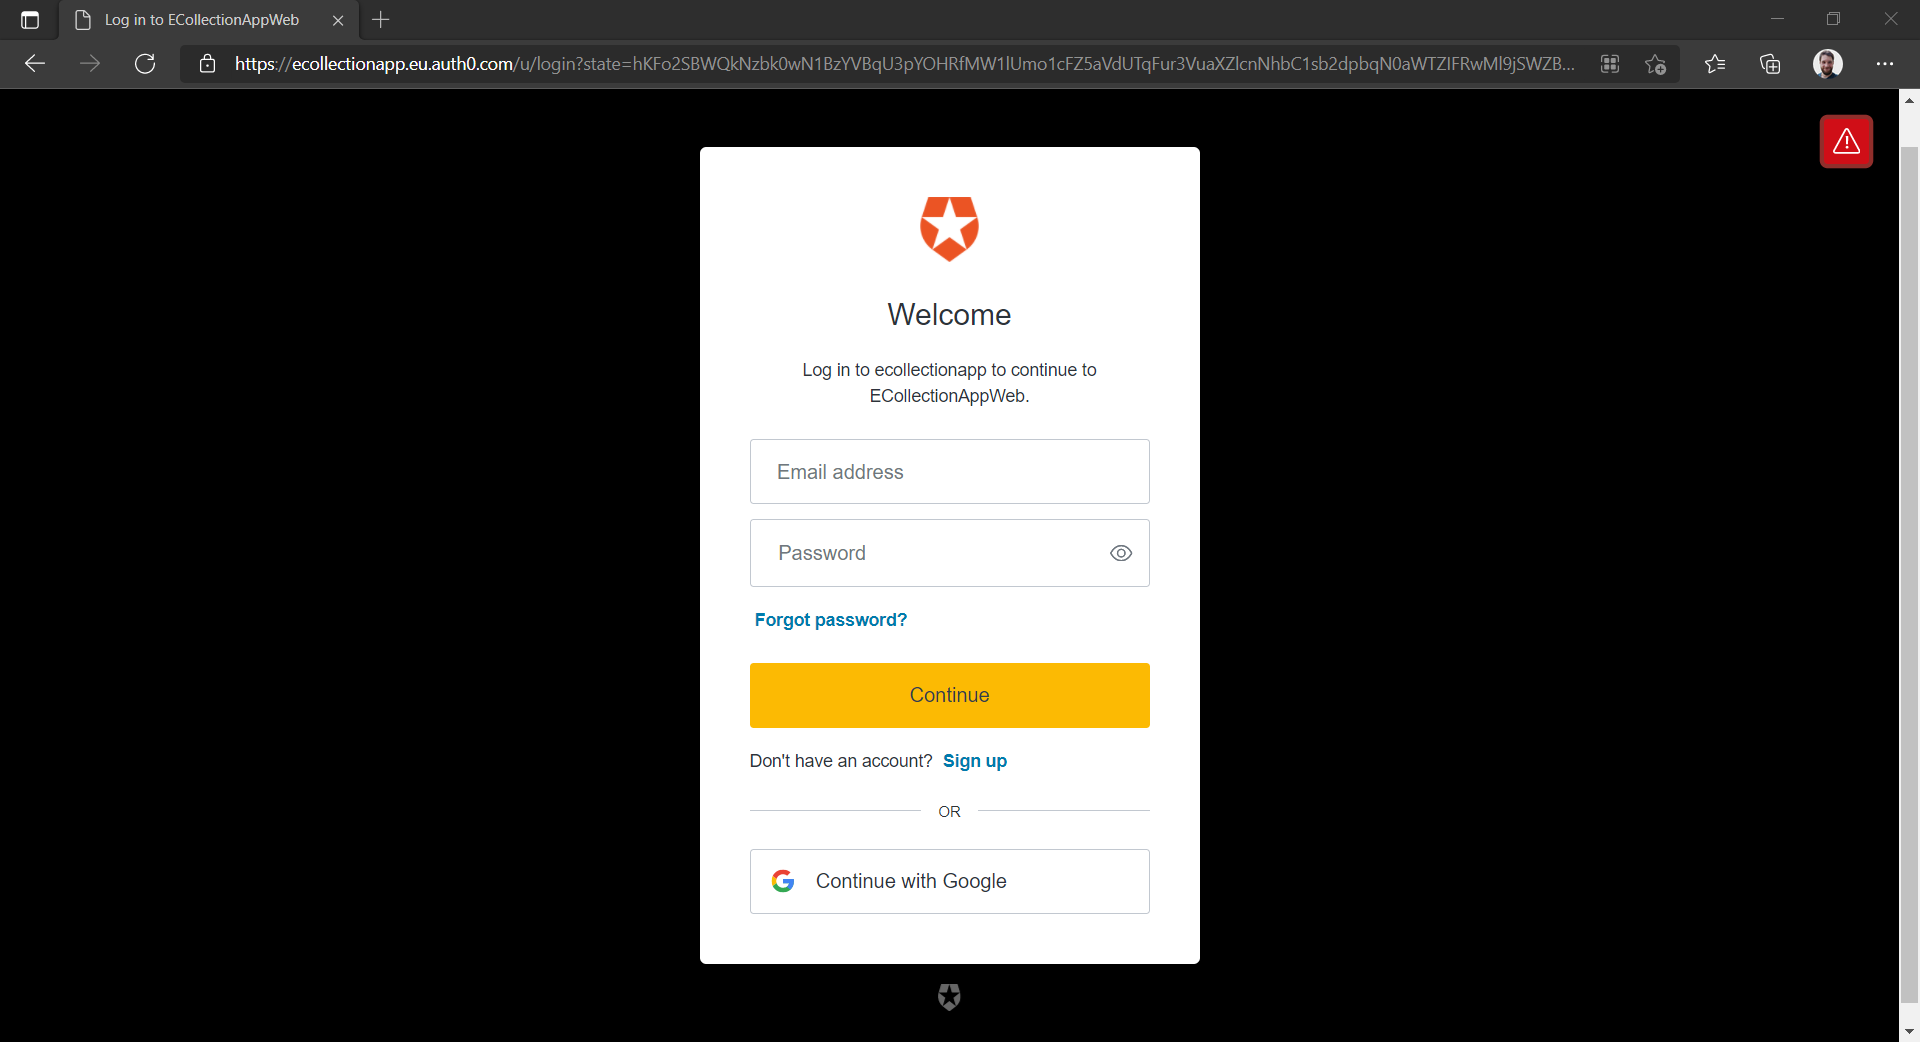 Log in to ECollectionAppWeb
https://ecollectionapp.eu.auth0.com/u/login?state=hKFo2SBWQkNzbk0wN1BzYVBqU3pYOHRfMW1lUmo1cFZ5aVdUTqFur3VuaXZlcnNhbC1sb2dpbqN0aWTZIFRwMl9jSWZB...
Welcome
Log in to ecollectionapp to continue to
ECollectionAppWeb.
Email address
Password
Forgot password?
Continue
Don't have an account? Sign up
OR
Continue with Google